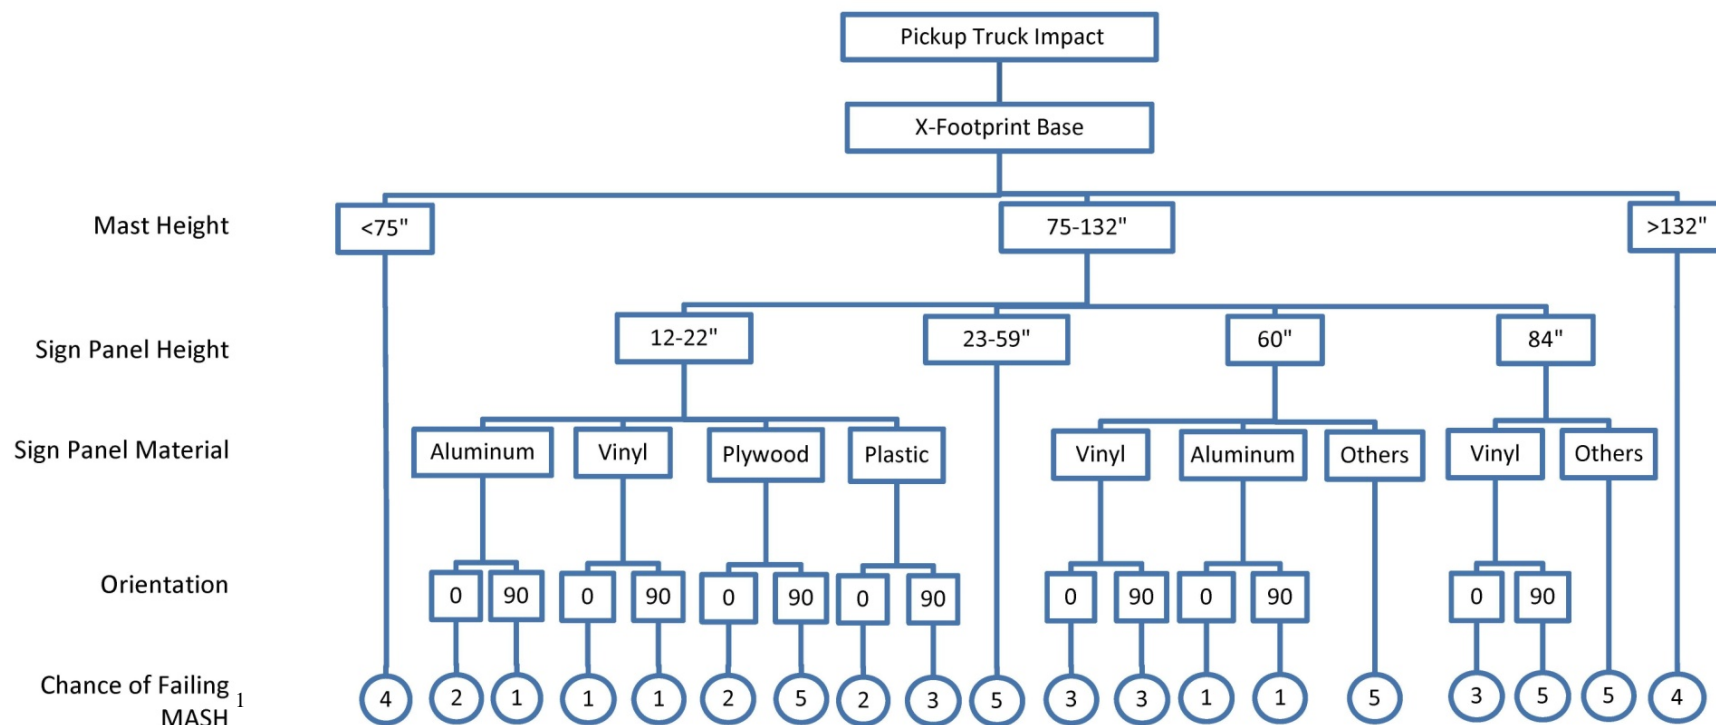 Pickup Truck Impact
X-Footprint Base
Mast Height <75" 75-132" >132"
Sign Panel Height 12-22" 23-59" 60" 84"
Sign Panel Material Aluminum Vinyl Plywood Plastic Vinyl Aluminum Others Vinyl Others
Orientation 0 90 0 90 0 90 0 90 0 90 0 90 0 90
Chance of Failing 1 4 2 1 1 1 2 5 2 3 5 3 3 1 1 5 3 5 5 4
MASH